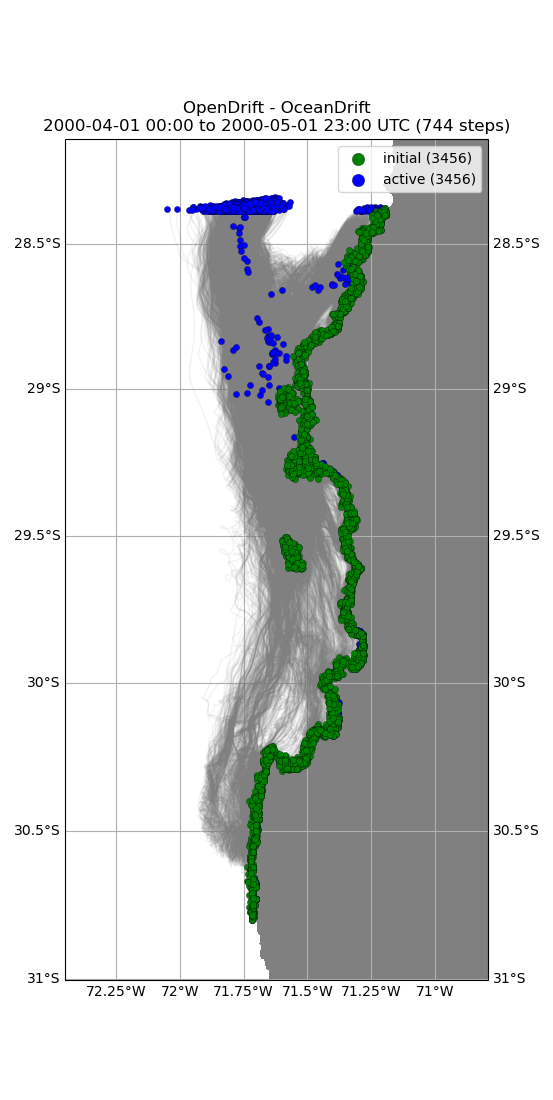 OpenDrift - OceanDrift
2000-04-01 00:00 to 2000-05-01 23:00 UTC (744 steps)
initial (3456)
active (3456)
28.5°S 28.5°S
29°S 29°S
29.5°S 29.5°S
30°S 30°S
30.5°S 30.5°S
31°S 31°S
72.25°W 72°W 71.75°W 71.5°W 71.25°W 71°W